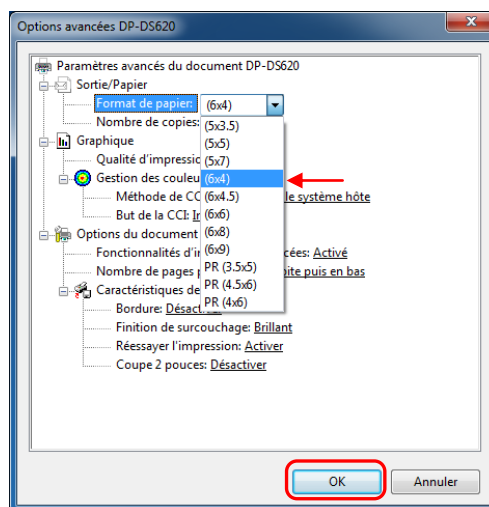 Options avancées DP-DS620
Paramètres avancés du document DP-DS620
Sortie/Papier
Format de papier: (6x4)
Nombre de copies:
(5x3.5)
(5x5)
(5x7)
(6x4)
(6x4.5)
(6x6)
(6x8)
(6x9)
PR (3.5x5)
PR (4.5x6)
PR (4x6)
Graphique
Qualité d'impressio
Gestion des couleu
Méthode de CC le système hôte
But de la CCI: In
Options du document
Fonctionnalités d'i cées: Activé
Nombre de pages p oite puis en bas
Caractéristiques de
Bordure: Désactiver
Finition de surcouchage: Brillant
Réessayer l'impression: Activer
Coupe 2 pouces: Désactiver
OK Annuler